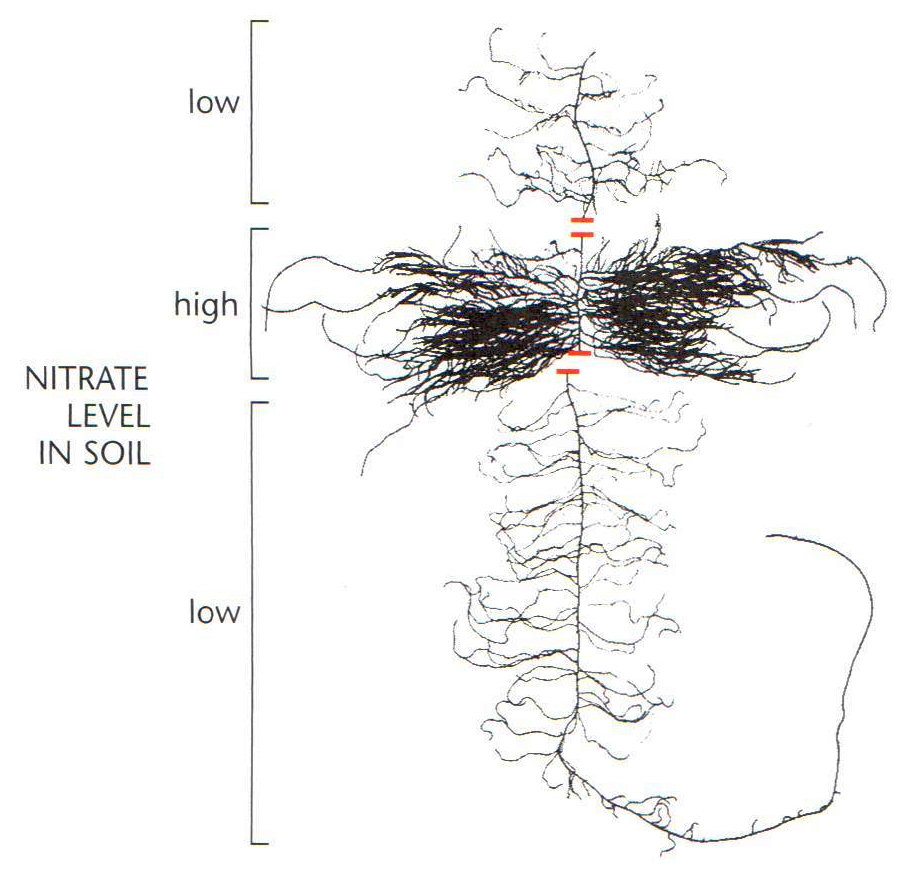 low
high
NITRATE
LEVEL
IN SOIL
low